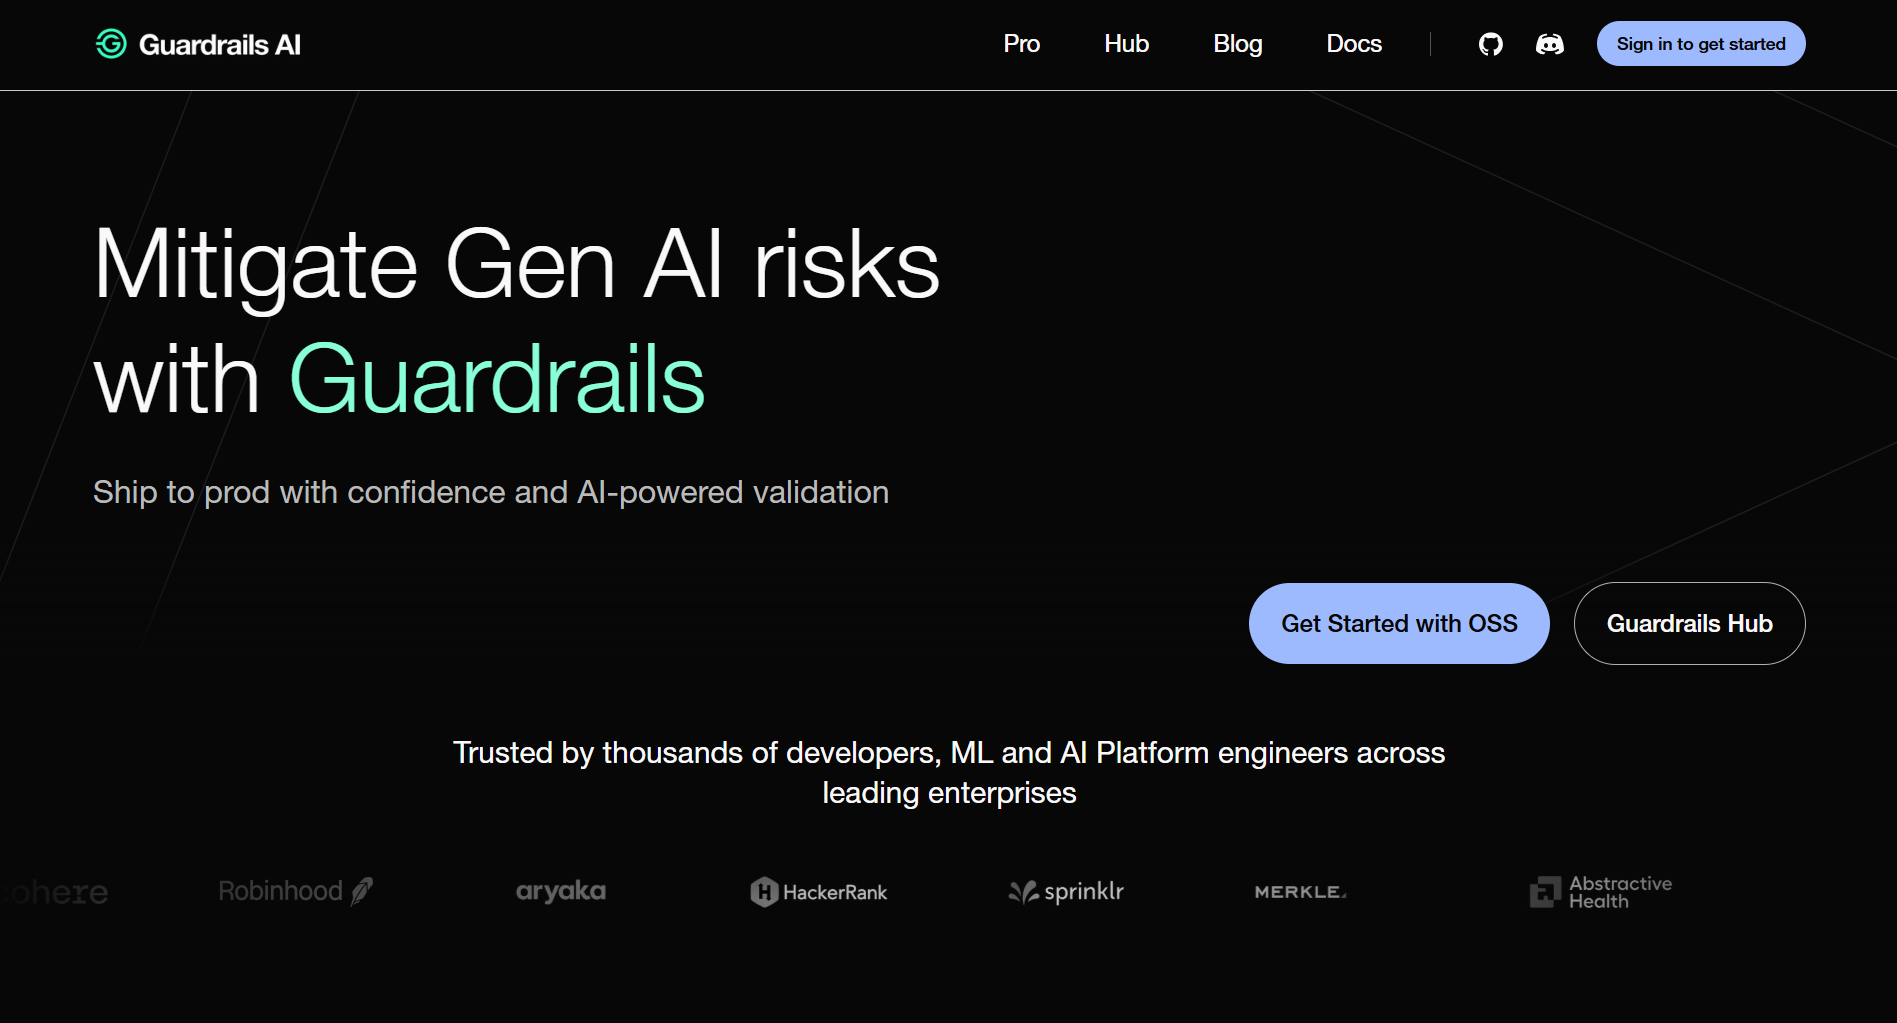 Guardrails AI
Pro
Hub
Blog
Docs
Sign in to get started
Mitigate Gen AI risks
with Guardrails
Ship to prod with confidence and AI-powered validation
Get Started with OSS
Guardrails Hub
Trusted by thousands of developers, ML and AI Platform engineers across
leading enterprises
cohere
Robinhood
aryaka
HackerRank
sprinklr
MERKLE
Abstractive
Health